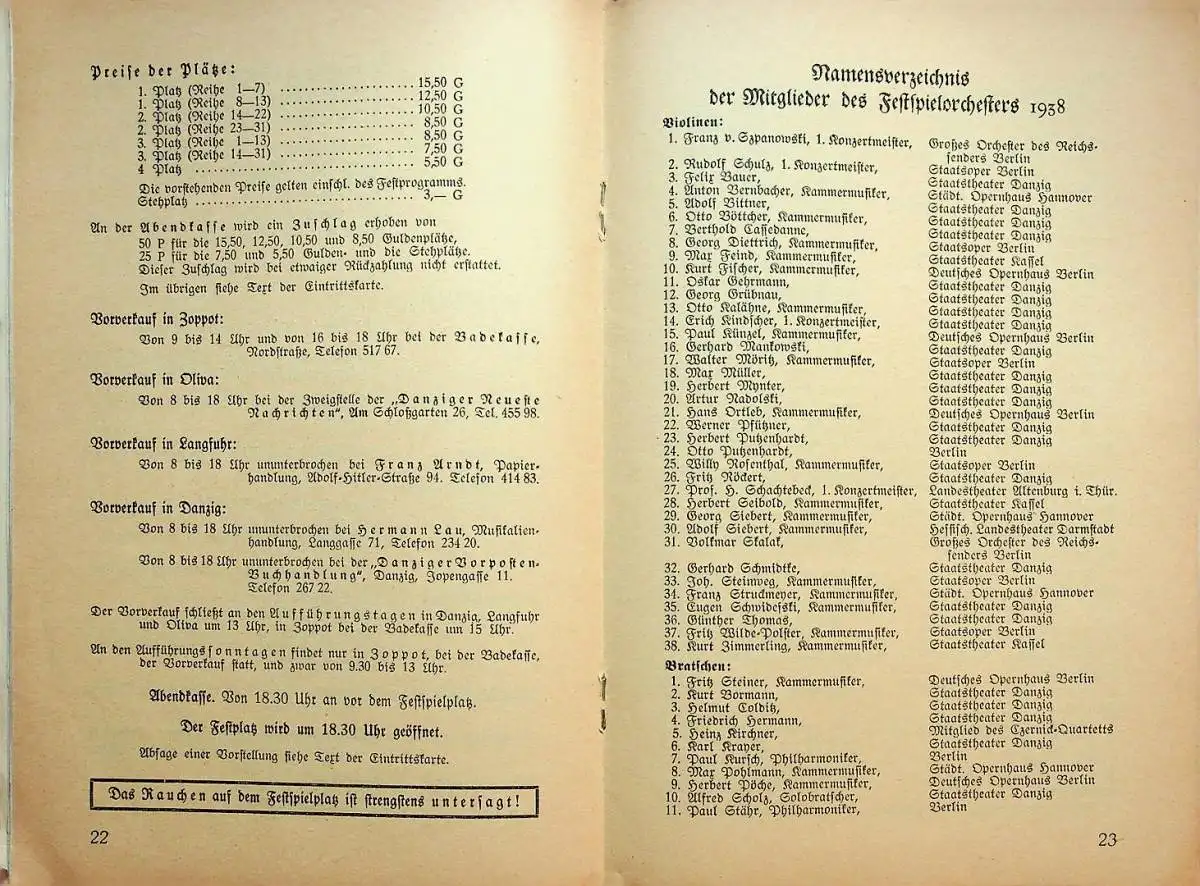 Preise der Plätze:
1. Platz (Reihe 1—7) ........................ 15,50 G
1. Platz (Reihe 8—13) ........................ 12,50 G
2. Platz (Reihe 14—22) ........................ 10,50 G
2. Platz (Reihe 23—31) ........................ 8,50 G
3. Platz (Reihe 1—13) ........................ 8,50 G
3. Platz (Reihe 14—31) ........................ 7,50 G
4 Platz ........................ 5,50 G
Die vorstehenden Preise gelten einschl. des Festprogramms.
Stehplatz ........................ 3,— G
An der Abendkasse wird ein Zuschlag erhoben von
50 P für die 15,50, 12,50, 10,50 und 8,50 Guldenplätze,
25 P für die 7,50 und 5,50 Gulden- und die Stehplätze.
Dieser Zuschlag wird bei etwaiger Rückzahlung nicht erstattet.
Im übrigen siehe Text der Eintrittskarte.
Vorverkauf in Zoppot:
Von 9 bis 14 Uhr und von 16 bis 18 Uhr bei der Badekasse,
Nordstraße, Telefon 517 67.
Vorverkauf in Oliva:
Von 8 bis 18 Uhr bei der Zweigstelle der „Danziger Neueste
Nachrichten“, Am Schloßgarten 26, Tel. 455 98.
Vorverkauf in Langfuhr:
Von 8 bis 18 Uhr ununterbrochen bei Franz Arndt, Papier-
handlung, Adolf-Hitler-Straße 94. Telefon 414 83.
Vorverkauf in Danzig:
Von 8 bis 18 Uhr ununterbrochen bei Hermann Lau, Musikalien-
handlung, Langgasse 71, Telefon 234 20.
Von 8 bis 18 Uhr ununterbrochen bei der „Danziger Vorposten-
Buchhandlung“, Danzig, Jopengasse 11.
Telefon 267 22.
Der Vorverkauf schließt an den Aufführungstagen in Danzig, Langfuhr
und Oliva um 13 Uhr, in Zoppot bei der Badekasse um 15 Uhr.
An den Aufführungssonntagen findet nur in Zoppot, bei der Badekasse,
der Vorverkauf statt, und zwar von 9.30 bis 13 Uhr.
Abendkasse. Von 18.30 Uhr an vor dem Festspielplatz.
Der Festplatz wird um 18.30 Uhr geöffnet.
Absage einer Vorstellung siehe Text der Eintrittskarte.
Das Rauchen auf dem Festspielplatz ist strengstens untersagt!
22
Namensverzeichnis
der Mitglieder des Festspielorchesters 1938
Violinen:
1. Franz v. Szpanowski, 1. Konzertmeister, Großes Orchester des Reichs-
senders Berlin
2. Rudolf Schulz, 1. Konzertmeister, Staatsoper Berlin
3. Felix Bauer, Staatstheater Danzig
4. Anton Bernbacher, Kammermusiker, Städt. Opernhaus Hannover
5. Adolf Bittner, Staatstheater Danzig
6. Otto Böttcher, Kammermusiker, Staatstheater Danzig
7. Berthold Cassedanne, Staatstheater Danzig
8. Georg Diettrich, Kammermusiker, Staatsoper Berlin
9. Max Feind, Kammermusiker, Staatstheater Kassel
10. Kurt Fischer, Kammermusiker, Deutsches Opernhaus Berlin
11. Oskar Gehrmann, Staatstheater Danzig
12. Georg Grübnau, Staatstheater Danzig
13. Otto Kalähne, Kammermusiker, Staatstheater Danzig
14. Erich Kindscher, 1. Konzertmeister, Staatstheater Danzig
15. Paul Künzel, Kammermusiker, Deutsches Opernhaus Berlin
16. Gerhard Mankowski, Staatstheater Danzig
17. Walter Möritz, Kammermusiker, Staatsoper Berlin
18. Max Müller, Staatstheater Danzig
19. Herbert Mynter, Staatstheater Danzig
20. Artur Nadolski, Staatstheater Danzig
21. Hans Ortleb, Kammermusiker, Deutsches Opernhaus Berlin
22. Werner Pfützner, Staatstheater Danzig
23. Herbert Putzenhardt, Staatstheater Danzig
24. Otto Putzenhardt, Berlin
25. Willy Rosenthal, Kammermusiker, Staatsoper Berlin
26. Fritz Rödert, Staatstheater Danzig
27. Prof. H. Schachtebeck, 1. Konzertmeister, Landestheater Altenburg i. Thür.
28. Herbert Seibold, Kammermusiker, Staatstheater Kassel
29. Georg Siebert, Kammermusiker, Städt. Opernhaus Hannover
30. Adolf Siebert, Kammermusiker, Hessisch. Landestheater Darmstadt
31. Volkmar Skalak, Großes Orchester des Reichs-
senders Berlin
32. Gerhard Schmidtke, Staatstheater Danzig
33. Joh. Steinweg, Kammermusiker, Staatsoper Berlin
34. Franz Struckmeyer, Kammermusiker, Städt. Opernhaus Hannover
35. Eugen Schwidefski, Kammermusiker, Staatstheater Danzig
36. Günther Thomas, Staatstheater Danzig
37. Fritz Wilde-Polster, Kammermusiker, Staatsoper Berlin
38. Kurt Zimmerling, Kammermusiker, Staatstheater Kassel
Bratschen:
1. Fritz Steiner, Kammermusiker, Deutsches Opernhaus Berlin
2. Kurt Bormann, Staatstheater Danzig
3. Helmut Colditz, Staatstheater Danzig
4. Friedrich Hermann, Staatstheater Danzig
5. Heinz Kirchner, Mitglied des Czernick-Quartetts
6. Karl Krayer, Staatstheater Danzig
7. Paul Kursch, Philharmoniker, Berlin
8. Max Pohlmann, Kammermusiker, Städt. Opernhaus Hannover
9. Herbert Pöche, Kammermusiker, Deutsches Opernhaus Berlin
10. Alfred Scholz, Solobratscher, Staatstheater Danzig
11. Paul Stähr, Philharmoniker, Berlin
23